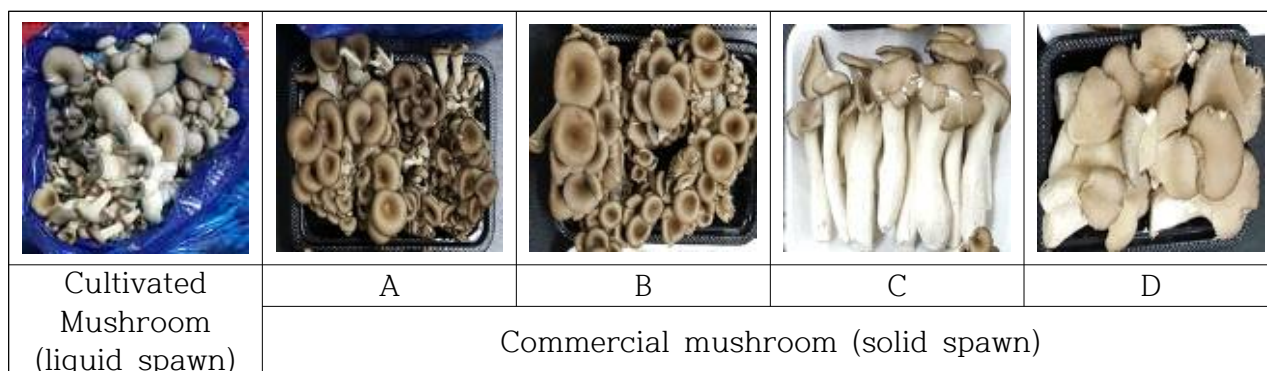 Cultivated
Mushroom
(liquid spawn)
A
B
C
D
Commercial mushroom (solid spawn)